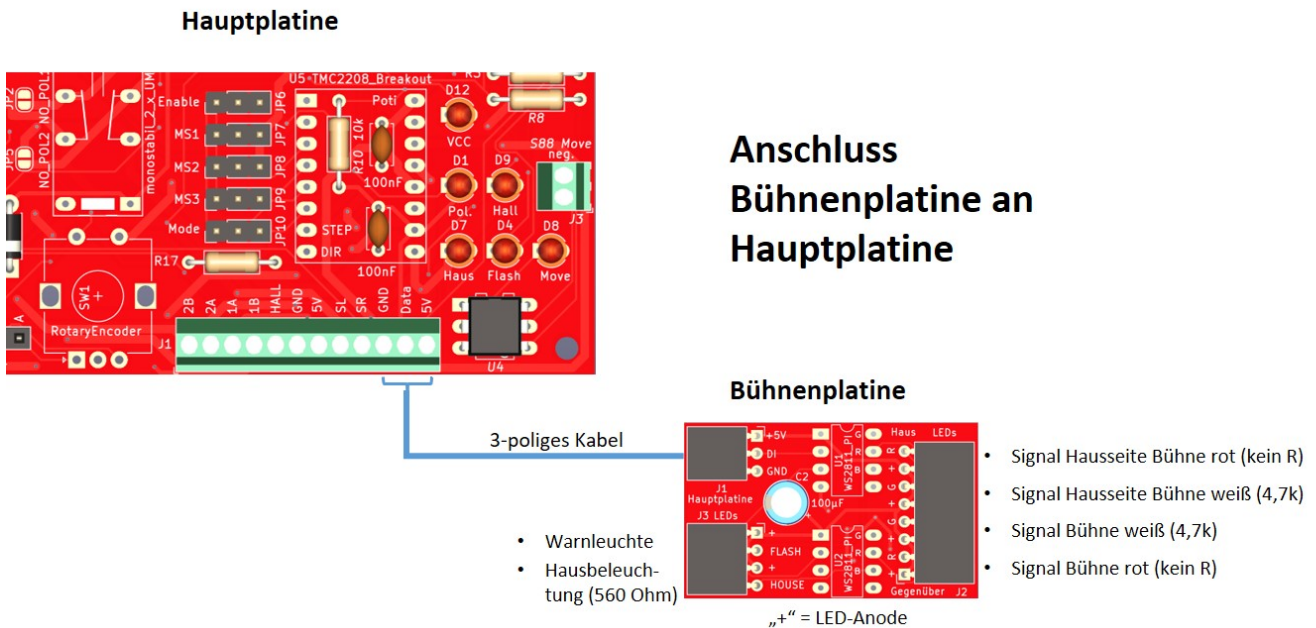 Hauptplatine
U5-TMC2208_Breakout
JP2
NO_POL1
JP5
NO_POL2
monostabil_2_x_UM
Enable
JP6
MS1
JP7
MS2
JP8
MS3
JP9
Mode
JP10
Poti
R10 10k
100nF
STEP
DIR
100nF
R17
D12
VCC
R8
S88 Move
neg.
J3
D1
D9
Pol.
Hall
D7
D4
D8
Haus
Flash
Move
SW1
RotaryEncoder
A
2B
2A
1A
1B
HALL
GND
5V
SL
SR
GND
Data
5V
J1
U4
Anschluss
Bühnenplatine an
Hauptplatine
Bühnenplatine
3-poliges Kabel
+5V
DI
GND
J1
Hauptplatine
J3 LEDs
C2
100µF
U1
WS2811_PI
G
R
B
Haus LEDs
R
+
G
+
G
+
R
+
+
FLASH
+
HOUSE
U2
WS2811_PI
G
R
B
Gegenüber J2
• Signal Hausseite Bühne rot (kein R)
• Signal Hausseite Bühne weiß (4,7k)
• Signal Bühne weiß (4,7k)
• Signal Bühne rot (kein R)
• Warnleuchte
• Hausbeleuch-
tung (560 Ohm)
„+“ = LED-Anode